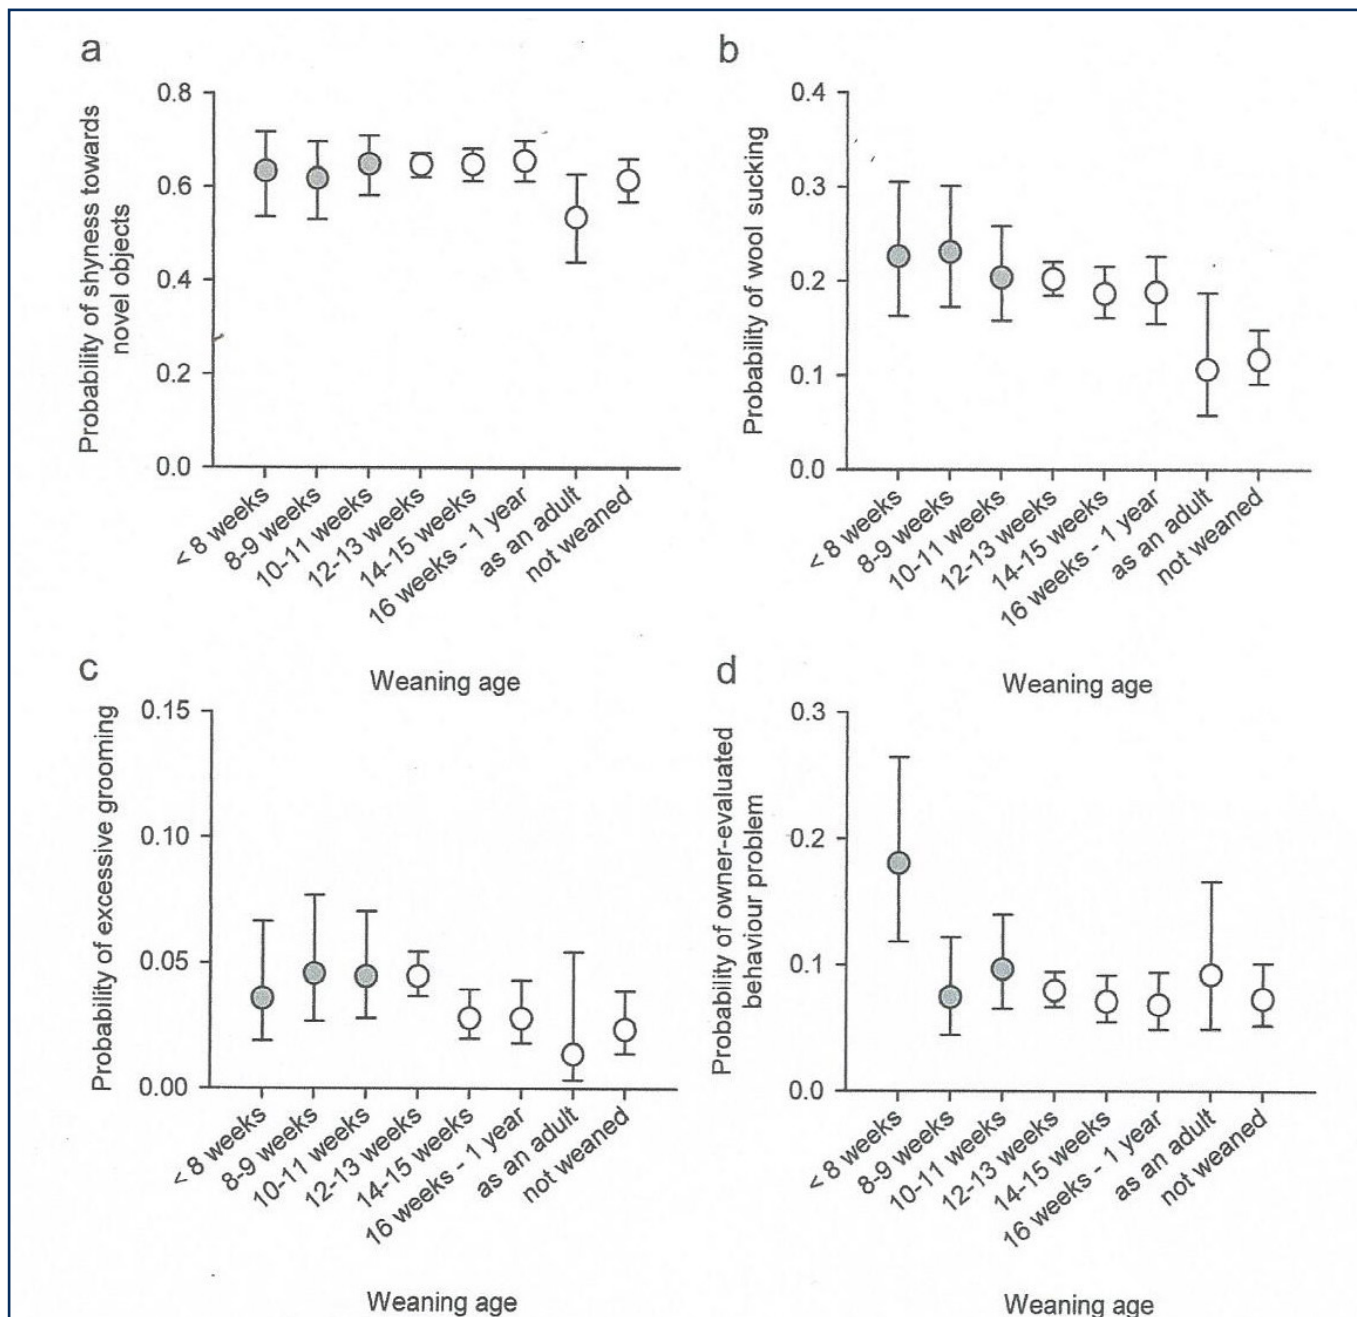 a
Probability of shyness towards
novel objects
0.8
0.6
0.4
0.2
0.0
< 8 weeks
8-9 weeks
10-11 weeks
12-13 weeks
14-15 weeks
16 weeks - 1 year
as an adult
not weaned
Weaning age
b
Probability of wool sucking
0.4
0.3
0.2
0.1
0.0
< 8 weeks
8-9 weeks
10-11 weeks
12-13 weeks
14-15 weeks
16 weeks - 1 year
as an adult
not weaned
Weaning age
c
Probability of excessive grooming
0.15
0.10
0.05
0.00
< 8 weeks
8-9 weeks
10-11 weeks
12-13 weeks
14-15 weeks
16 weeks - 1 year
as an adult
not weaned
Weaning age
d
Probability of owner-evaluated
behaviour problem
0.3
0.2
0.1
0.0
< 8 weeks
8-9 weeks
10-11 weeks
12-13 weeks
14-15 weeks
16 weeks - 1 year
as an adult
not weaned
Weaning age